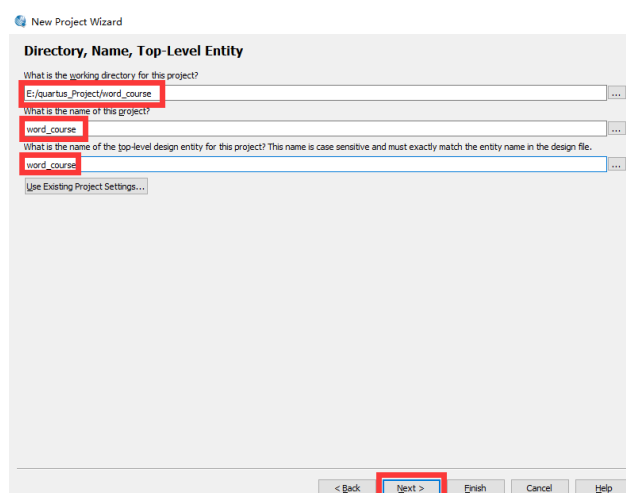 New Project Wizard
Directory, Name, Top-Level Entity
What is the working directory for this project?
E:/quartus_Project/word_course
...
What is the name of this project?
word_course
...
What is the name of the top-level design entity for this project? This name is case sensitive and must exactly match the entity name in the design file.
word_course
...
Use Existing Project Settings...
< Back Next > Finish Cancel Help